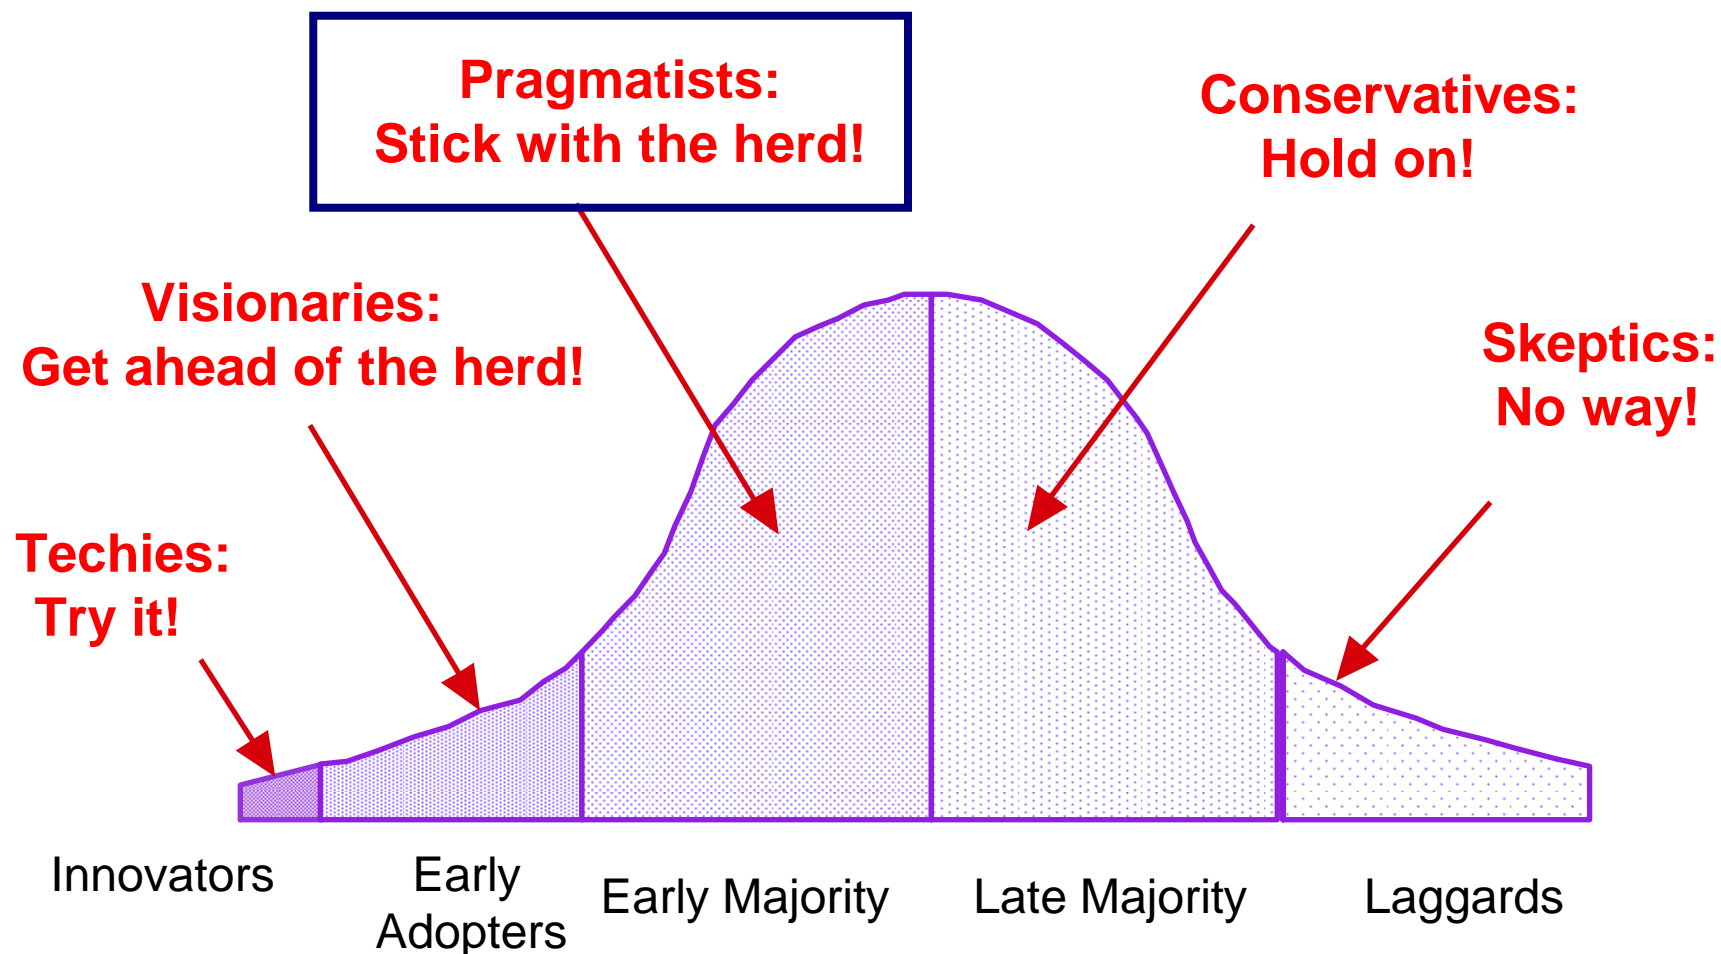 Pragmatists:
Stick with the herd!
Conservatives:
Hold on!
Visionaries:
Get ahead of the herd!
Skeptics:
No way!
Techies:
Try it!
Innovators
Early
Adopters
Early Majority
Late Majority
Laggards